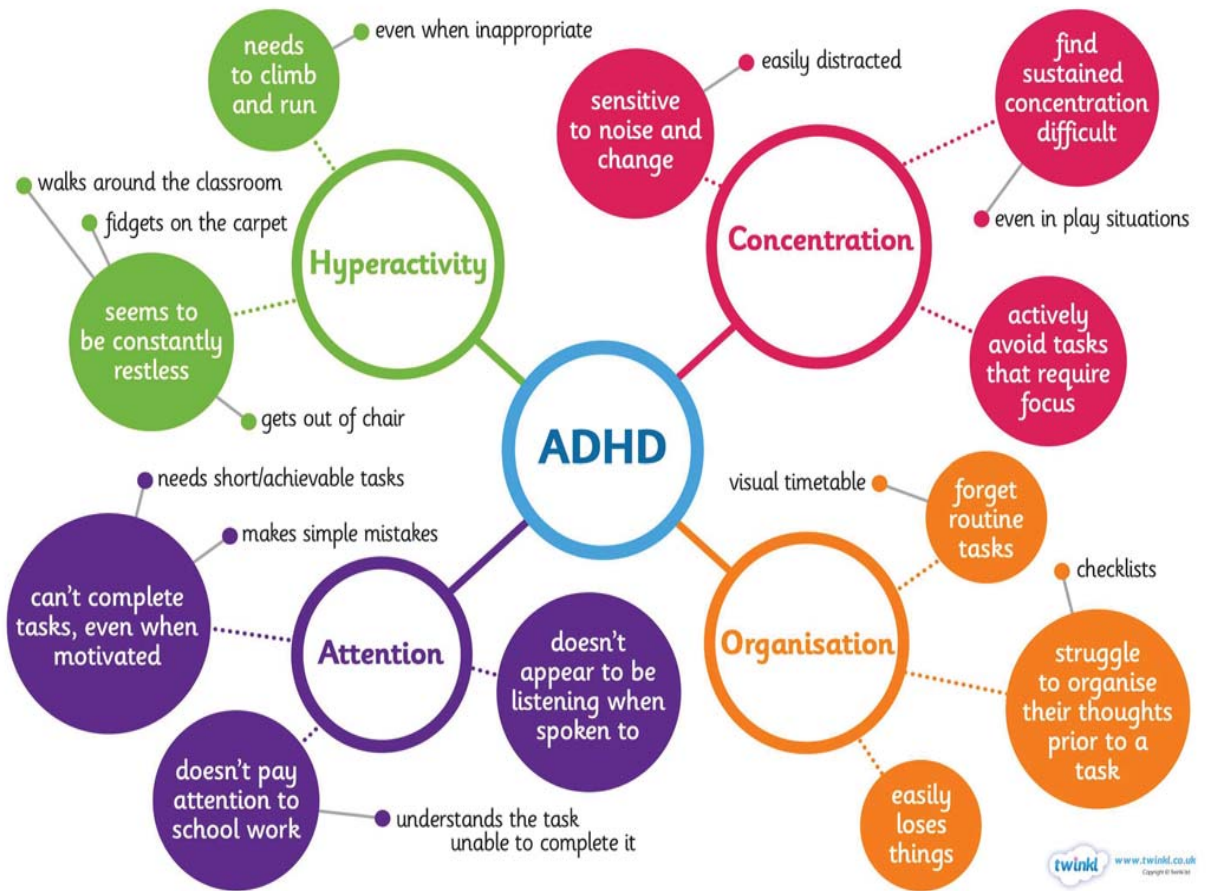 needs
to climb
and run
even when inappropriate
walks around the classroom
fidgets on the carpet
Hyperactivity
seems to
be constantly
restless
gets out of chair
sensitive
to noise and
change
easily distracted
find
sustained
concentration
difficult
even in play situations
Concentration
actively
avoid tasks
that require
focus
ADHD
needs short/achievable tasks
makes simple mistakes
can't complete
tasks, even when
motivated
Attention
doesn't
appear to be
listening when
spoken to
doesn't pay
attention to
school work
understands the task
unable to complete it
visual timetable
forget
routine
tasks
checklists
Organisation
struggle
to organise
their thoughts
prior to a
task
easily
loses
things
twinkl
www.twinkl.co.uk
Copyright ©